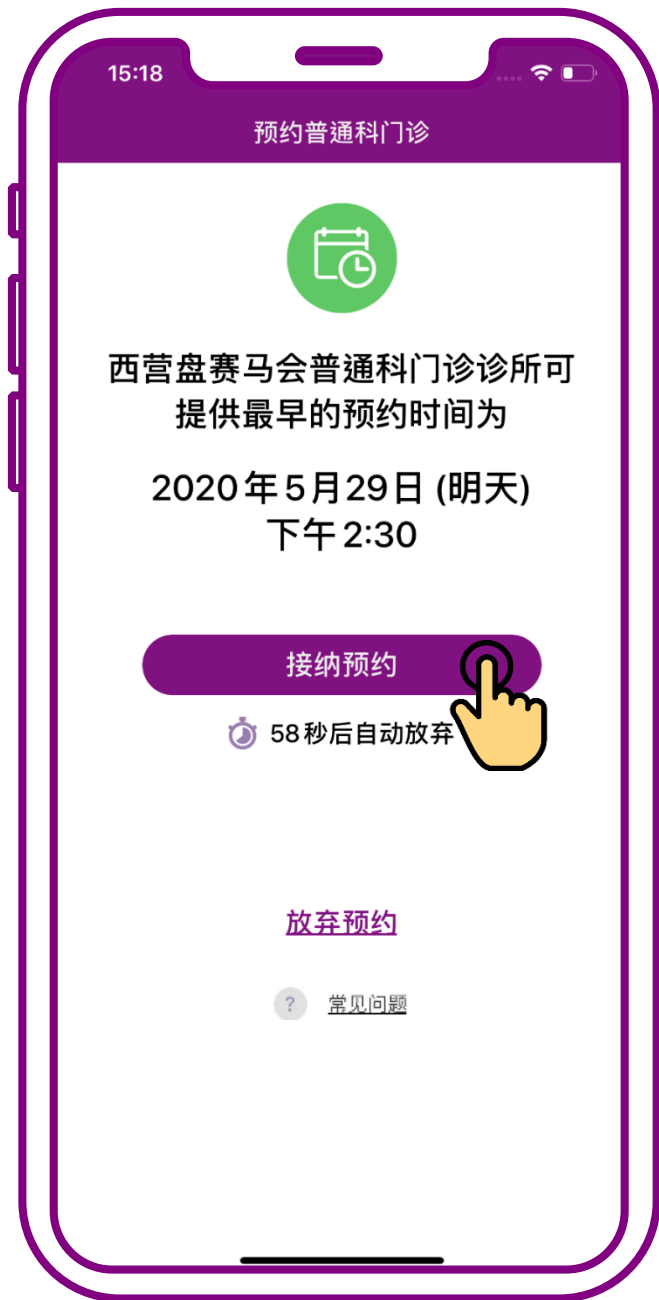 15:18
预约普通科门诊
西营盘赛马会普通科门诊诊所可
提供最早的预约时间为
2020年5月29日 (明天)
下午2:30
接纳预约
58秒后自动放弃
放弃预约
? 常见问题